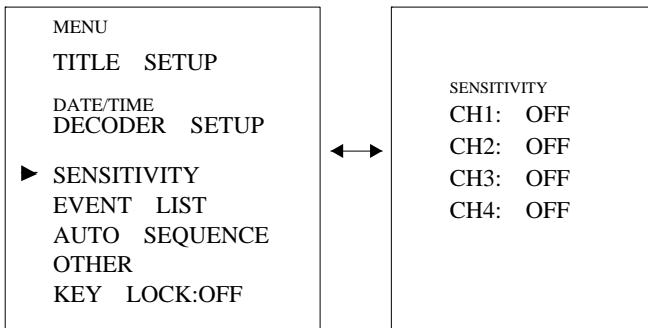 MENU
TITLE SETUP
DATE/TIME
DECODER SETUP
SENSITIVITY
EVENT LIST
AUTO SEQUENCE
OTHER
KEY LOCK:OFF
SENSITIVITY
CH1: OFF
CH2: OFF
CH3: OFF
CH4: OFF